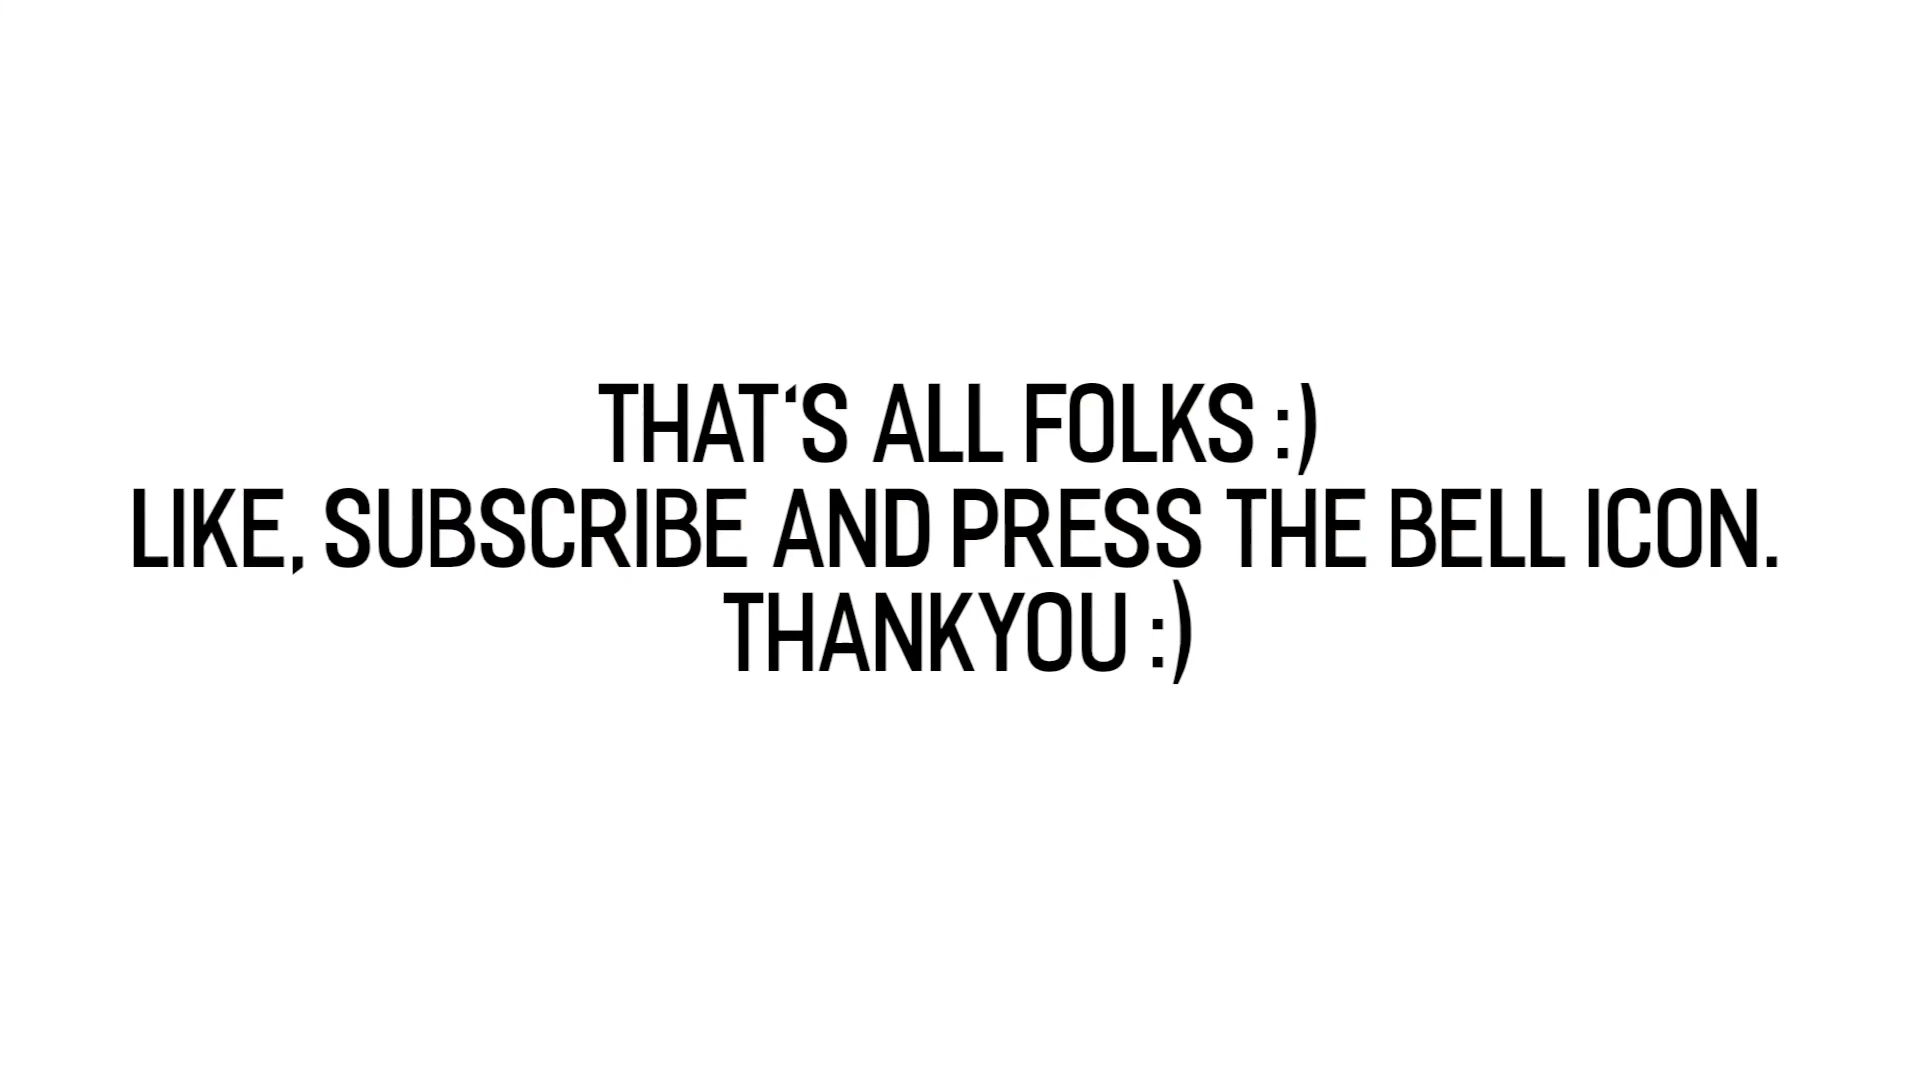 THAT‘S ALL FOLKS :)
LIKE, SUBSCRIBE AND PRESS THE BELL ICON.
THANKYOU :)